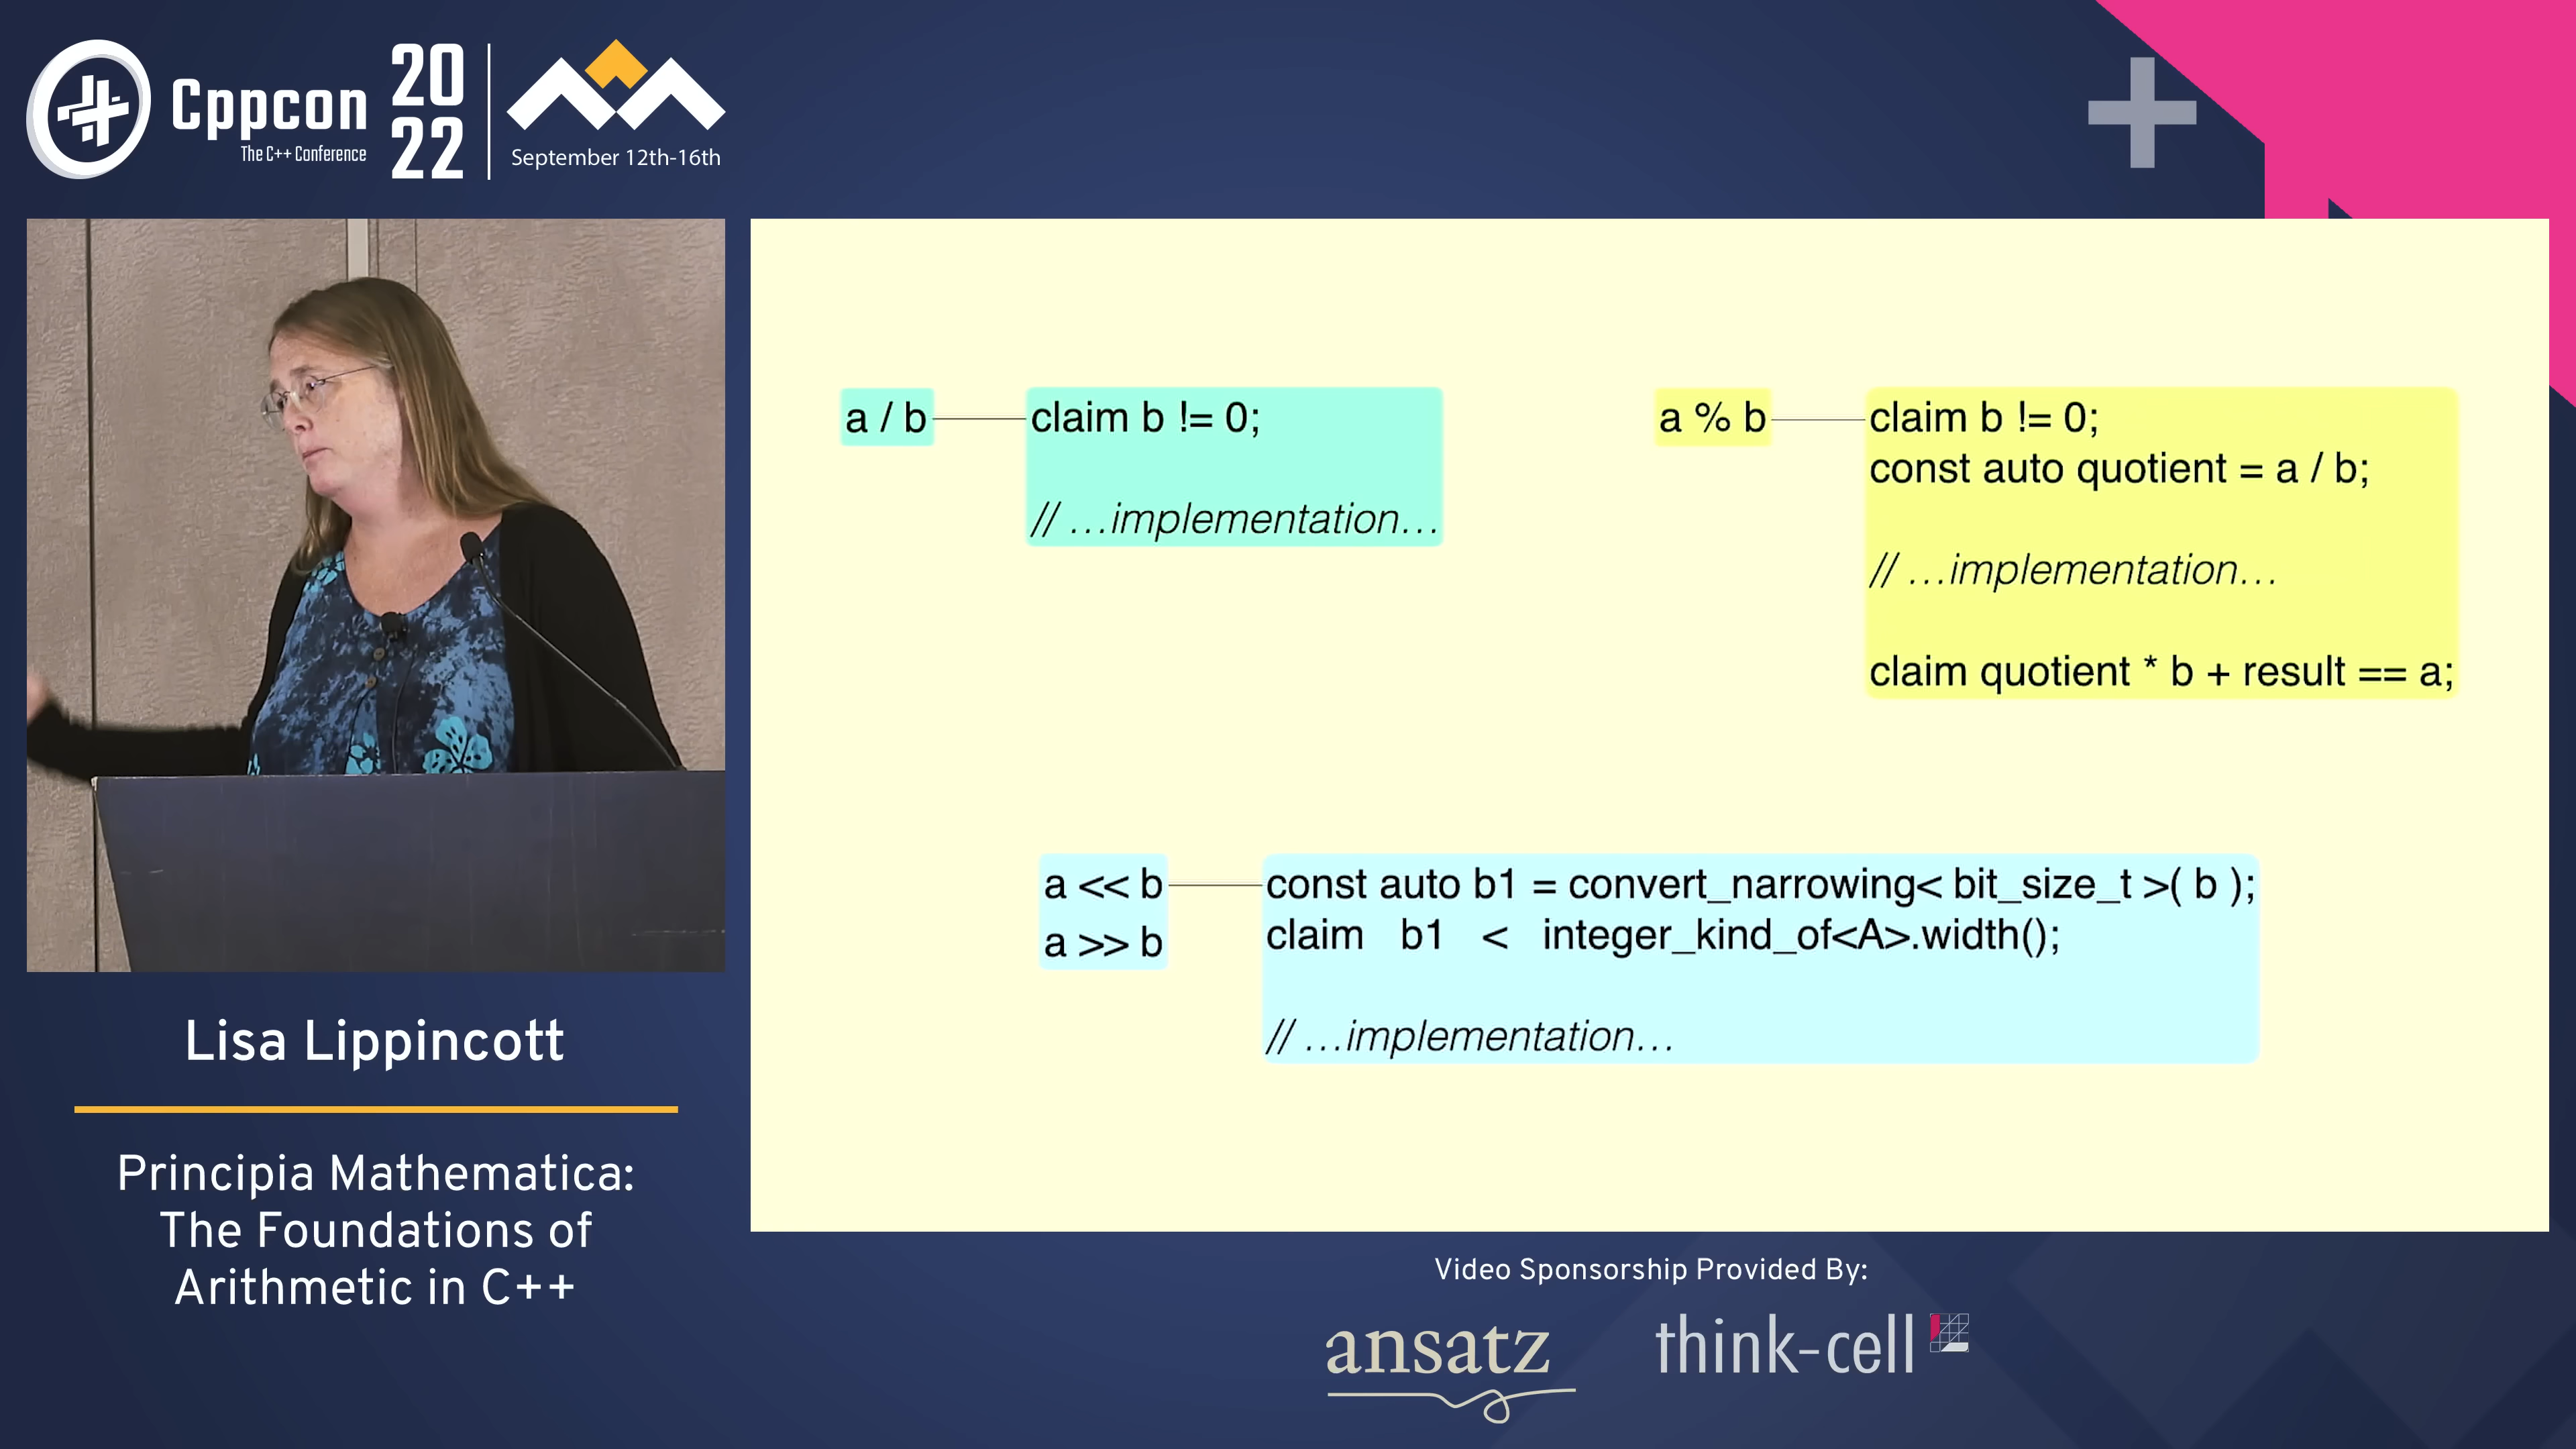 Cppcon
The C++ Conference
20
22
September 12th-16th
a / b
claim b != 0;
// …implementation…
a % b
claim b != 0;
const auto quotient = a / b;
// …implementation…
claim quotient * b + result == a;
a << b
a >> b
const auto b1 = convert_narrowing< bit_size_t >( b );
claim b1 < integer_kind_of<A>.width();
// …implementation…
Lisa Lippincott
Principia Mathematica:
The Foundations of
Arithmetic in C++
Video Sponsorship Provided By:
ansatz
think-cell